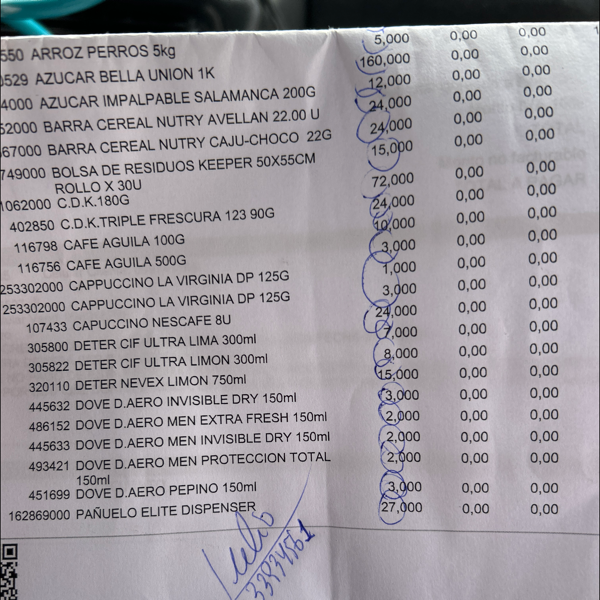 550 ARROZ PERROS 5kg 5,000 0,00 0,00
0529 AZUCAR BELLA UNION 1K 160,000 0,00 0,00
4000 AZUCAR IMPALPABLE SALAMANCA 200G 12,000 0,00 0,00
52000 BARRA CEREAL NUTRY AVELLAN 22.00 U 24,000 0,00 0,00
67000 BARRA CEREAL NUTRY CAJU-CHOCO 22G 24,000 0,00 0,00
749000 BOLSA DE RESIDUOS KEEPER 50X55CM 15,000 0,00 0,00
ROLLO X 30U
1062000 C.D.K.180G 72,000 0,00 0,00
402850 C.D.K.TRIPLE FRESCURA 123 90G 24,000 0,00 0,00
116798 CAFE AGUILA 100G 10,000 0,00 0,00
116756 CAFE AGUILA 500G 3,000 0,00 0,00
253302000 CAPPUCCINO LA VIRGINIA DP 125G 1,000 0,00 0,00
253302000 CAPPUCCINO LA VIRGINIA DP 125G 3,000 0,00 0,00
107433 CAPUCCINO NESCAFE 8U 24,000 0,00 0,00
305800 DETER CIF ULTRA LIMA 300ml 7,000 0,00 0,00
305822 DETER CIF ULTRA LIMON 300ml 8,000 0,00 0,00
320110 DETER NEVEX LIMON 750ml 15,000 0,00 0,00
445632 DOVE D.AERO INVISIBLE DRY 150ml 3,000 0,00 0,00
486152 DOVE D.AERO MEN EXTRA FRESH 150ml 2,000 0,00 0,00
445633 DOVE D.AERO MEN INVISIBLE DRY 150ml 2,000 0,00 0,00
493421 DOVE D.AERO MEN PROTECCION TOTAL 2,000 0,00 0,00
150ml
451699 DOVE D.AERO PEPINO 150ml 3,000 0,00 0,00
162869000 PAÑUELO ELITE DISPENSER 27,000 0,00 0,00